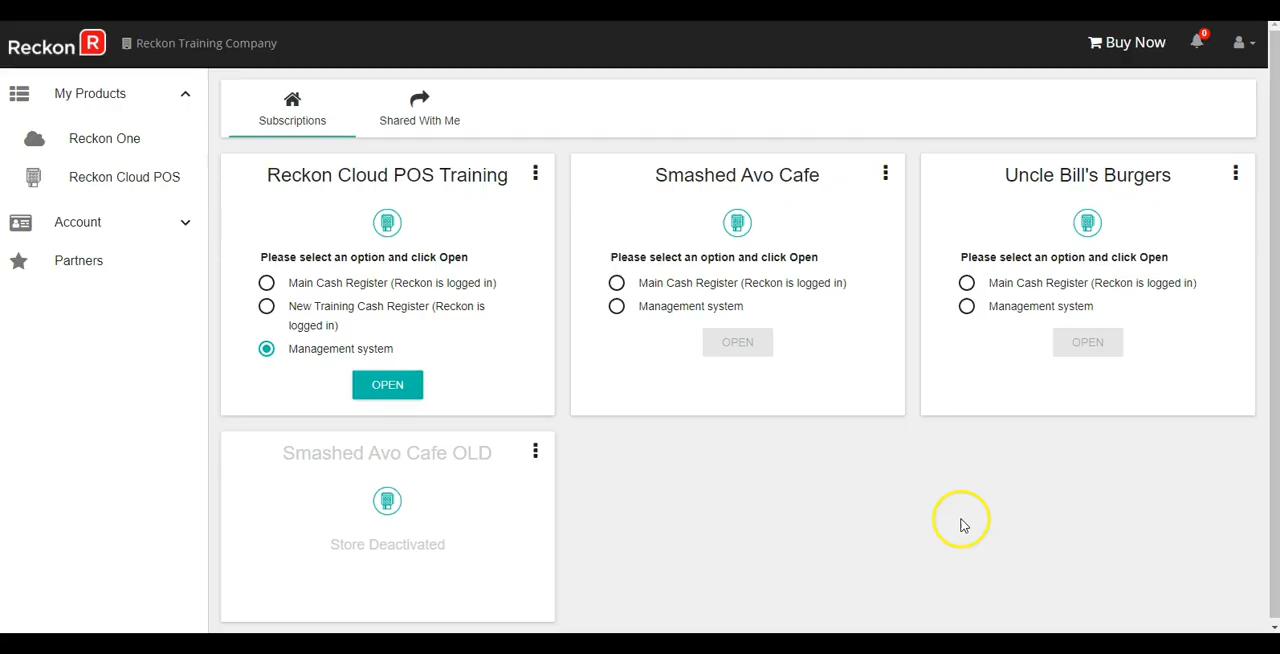 Reckon R Reckon Training Company Buy Now 0
My Products
Reckon One
Reckon Cloud POS
Account
Partners
Subscriptions Shared With Me
Reckon Cloud POS Training
Please select an option and click Open
Main Cash Register (Reckon is logged in)
New Training Cash Register (Reckon is
logged in)
Management system
OPEN
Smashed Avo Cafe
Please select an option and click Open
Main Cash Register (Reckon is logged in)
Management system
OPEN
Uncle Bill's Burgers
Please select an option and click Open
Main Cash Register (Reckon is logged in)
Management system
OPEN
Smashed Avo Cafe OLD
Store Deactivated